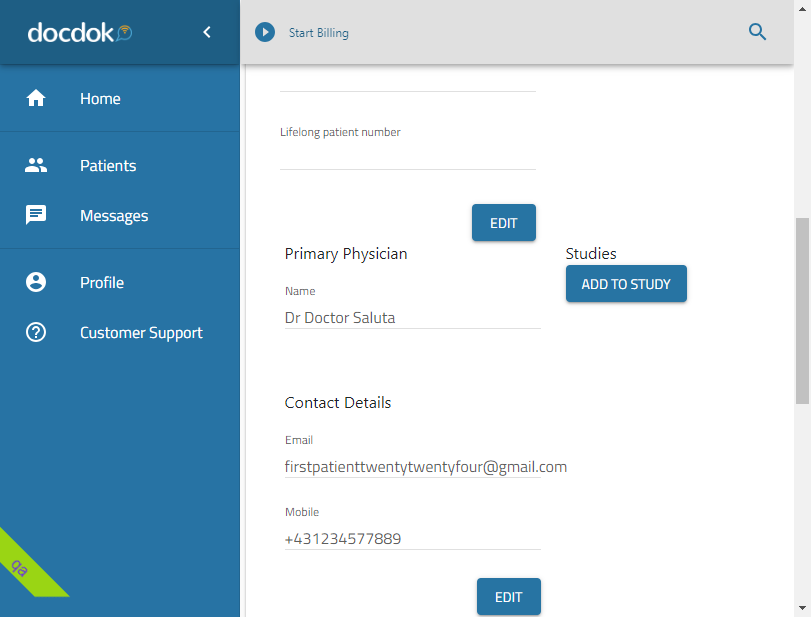 docdok
Start Billing
Home
Patients
Messages
Profile
Customer Support
qa
Lifelong patient number
EDIT
Primary Physician
Name
Dr Doctor Saluta
Studies
ADD TO STUDY
Contact Details
Email
firstpatienttwentytwentyfour@gmail.com
Mobile
+431234577889
EDIT